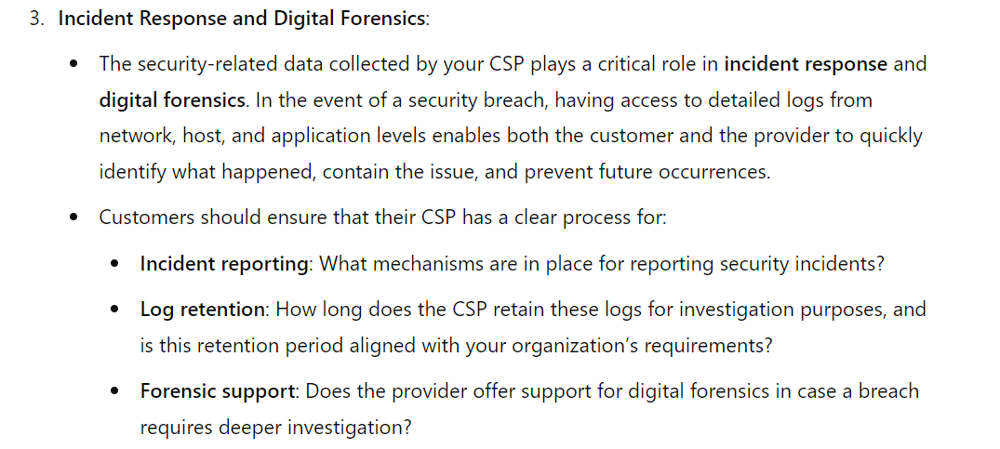 3. Incident Response and Digital Forensics:
• The security-related data collected by your CSP plays a critical role in incident response and
digital forensics. In the event of a security breach, having access to detailed logs from
network, host, and application levels enables both the customer and the provider to quickly
identify what happened, contain the issue, and prevent future occurrences.
• Customers should ensure that their CSP has a clear process for:
• Incident reporting: What mechanisms are in place for reporting security incidents?
• Log retention: How long does the CSP retain these logs for investigation purposes, and
is this retention period aligned with your organization’s requirements?
• Forensic support: Does the provider offer support for digital forensics in case a breach
requires deeper investigation?